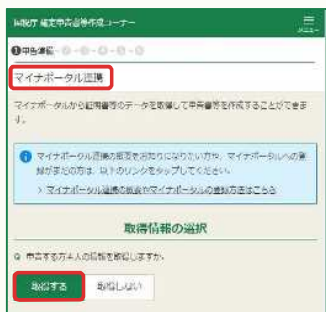 国税庁 確定申告書等作成コーナー
メニュー
❶申告準備
マイナポータル連携
マイナポータルから証明書等のデータを取得して申告書等を作成することができま
す。
マイナポータル連携の概要をお知りになりたい方や、マイナポータルへの登
録がまだの方は、以下のリンクをタップしてください。
> マイナポータル連携の概要やマイナポータルの登録方法はこちら
取得情報の選択
Q 申告する方本人の情報を取得しますか。
取得する 取得しない